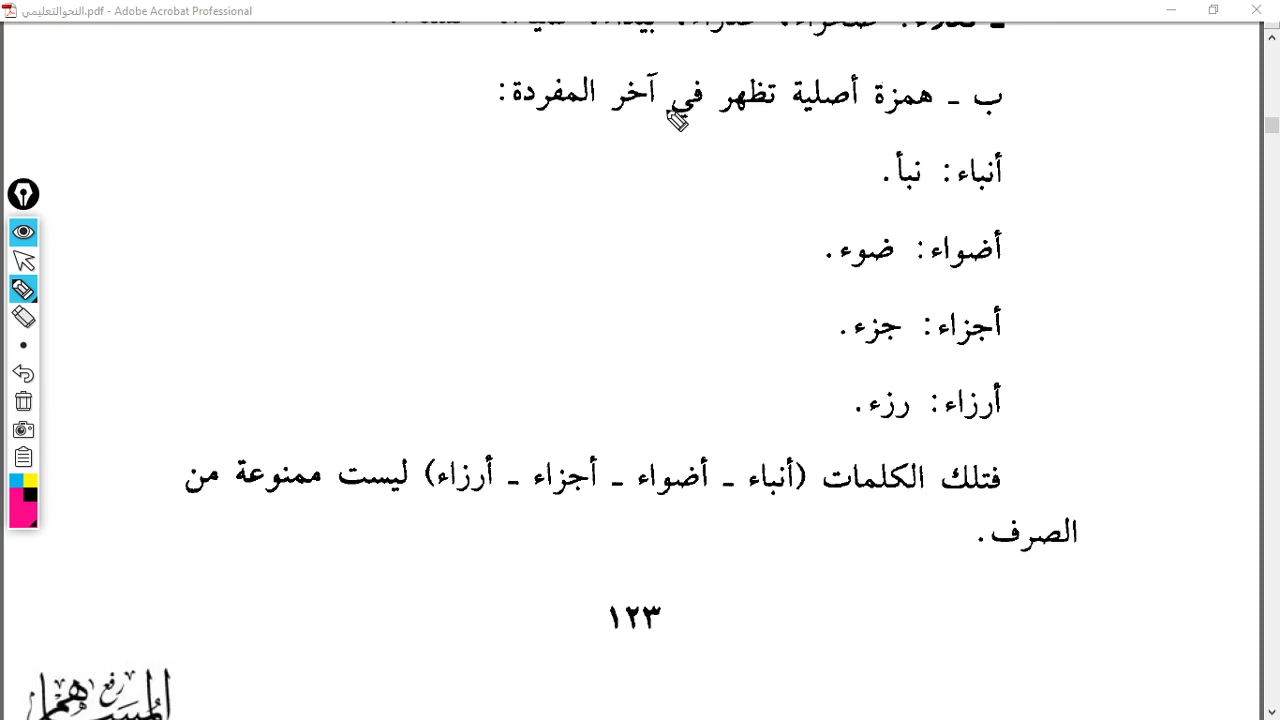 النحوالتعليمي.pdf - Adobe Acrobat Professional
ب ـ همزة أصلية تظهر في آخر المفردة:
أنباء: نبأ.
أضواء: ضوء.
أجزاء: جزء.
أرزاء: رزء.
فتلك الكلمات (أنباء ـ أضواء ـ أجزاء ـ أرزاء) ليست ممنوعة من
الصرف.
١٢٣
رفع